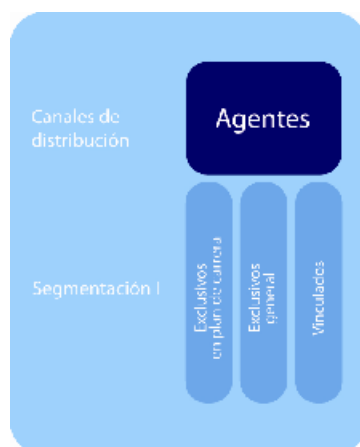 Canales de
distribución
Agentes
Segmentación I
Exclusivos
en plan de carrera
Exclusivos
general
Vinculados